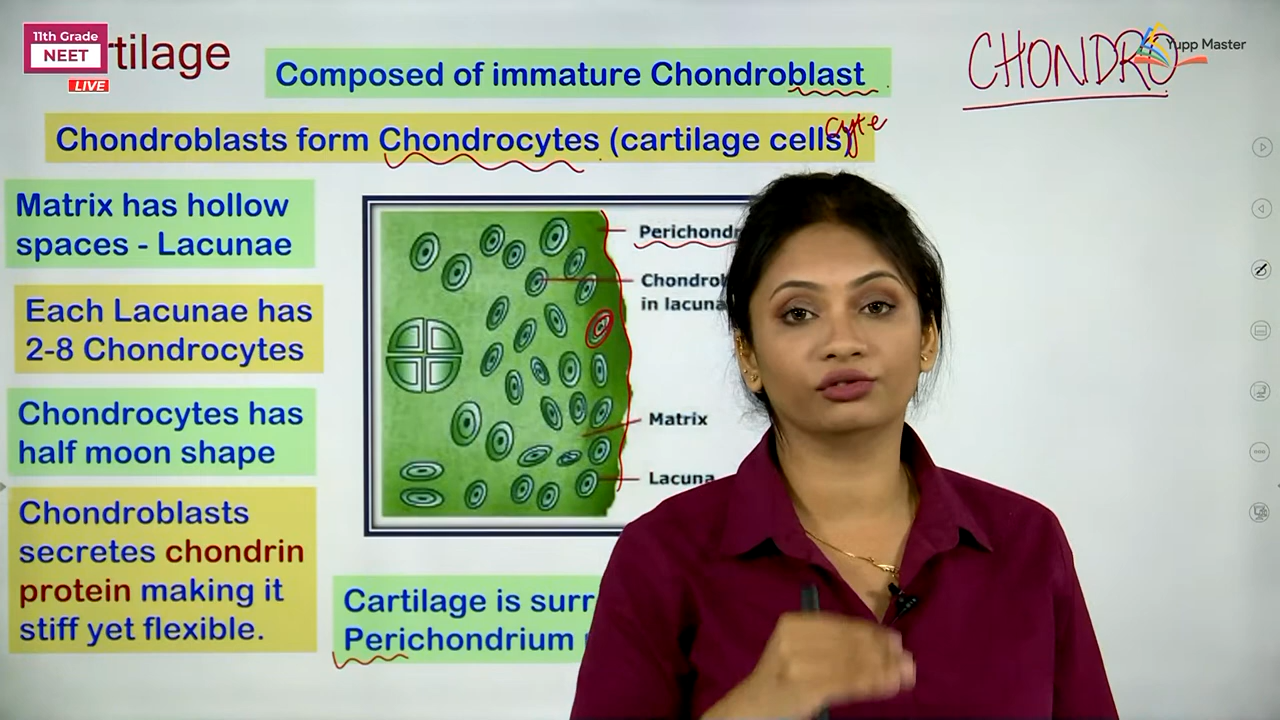 11th Grade
NEET
LIVE
rtilage
Composed of immature Chondroblast
CHONDRO
Yupp Master
Chondroblasts form Chondrocytes (cartilage cells)
cyte
Matrix has hollow
spaces - Lacunae
Each Lacunae has
2-8 Chondrocytes
Chondrocytes has
half moon shape
Chondroblasts
secretes chondrin
protein making it
stiff yet flexible.
Perichondr
Chondrobl
in lacuna
Matrix
Lacuna
Cartilage is surr
Perichondrium